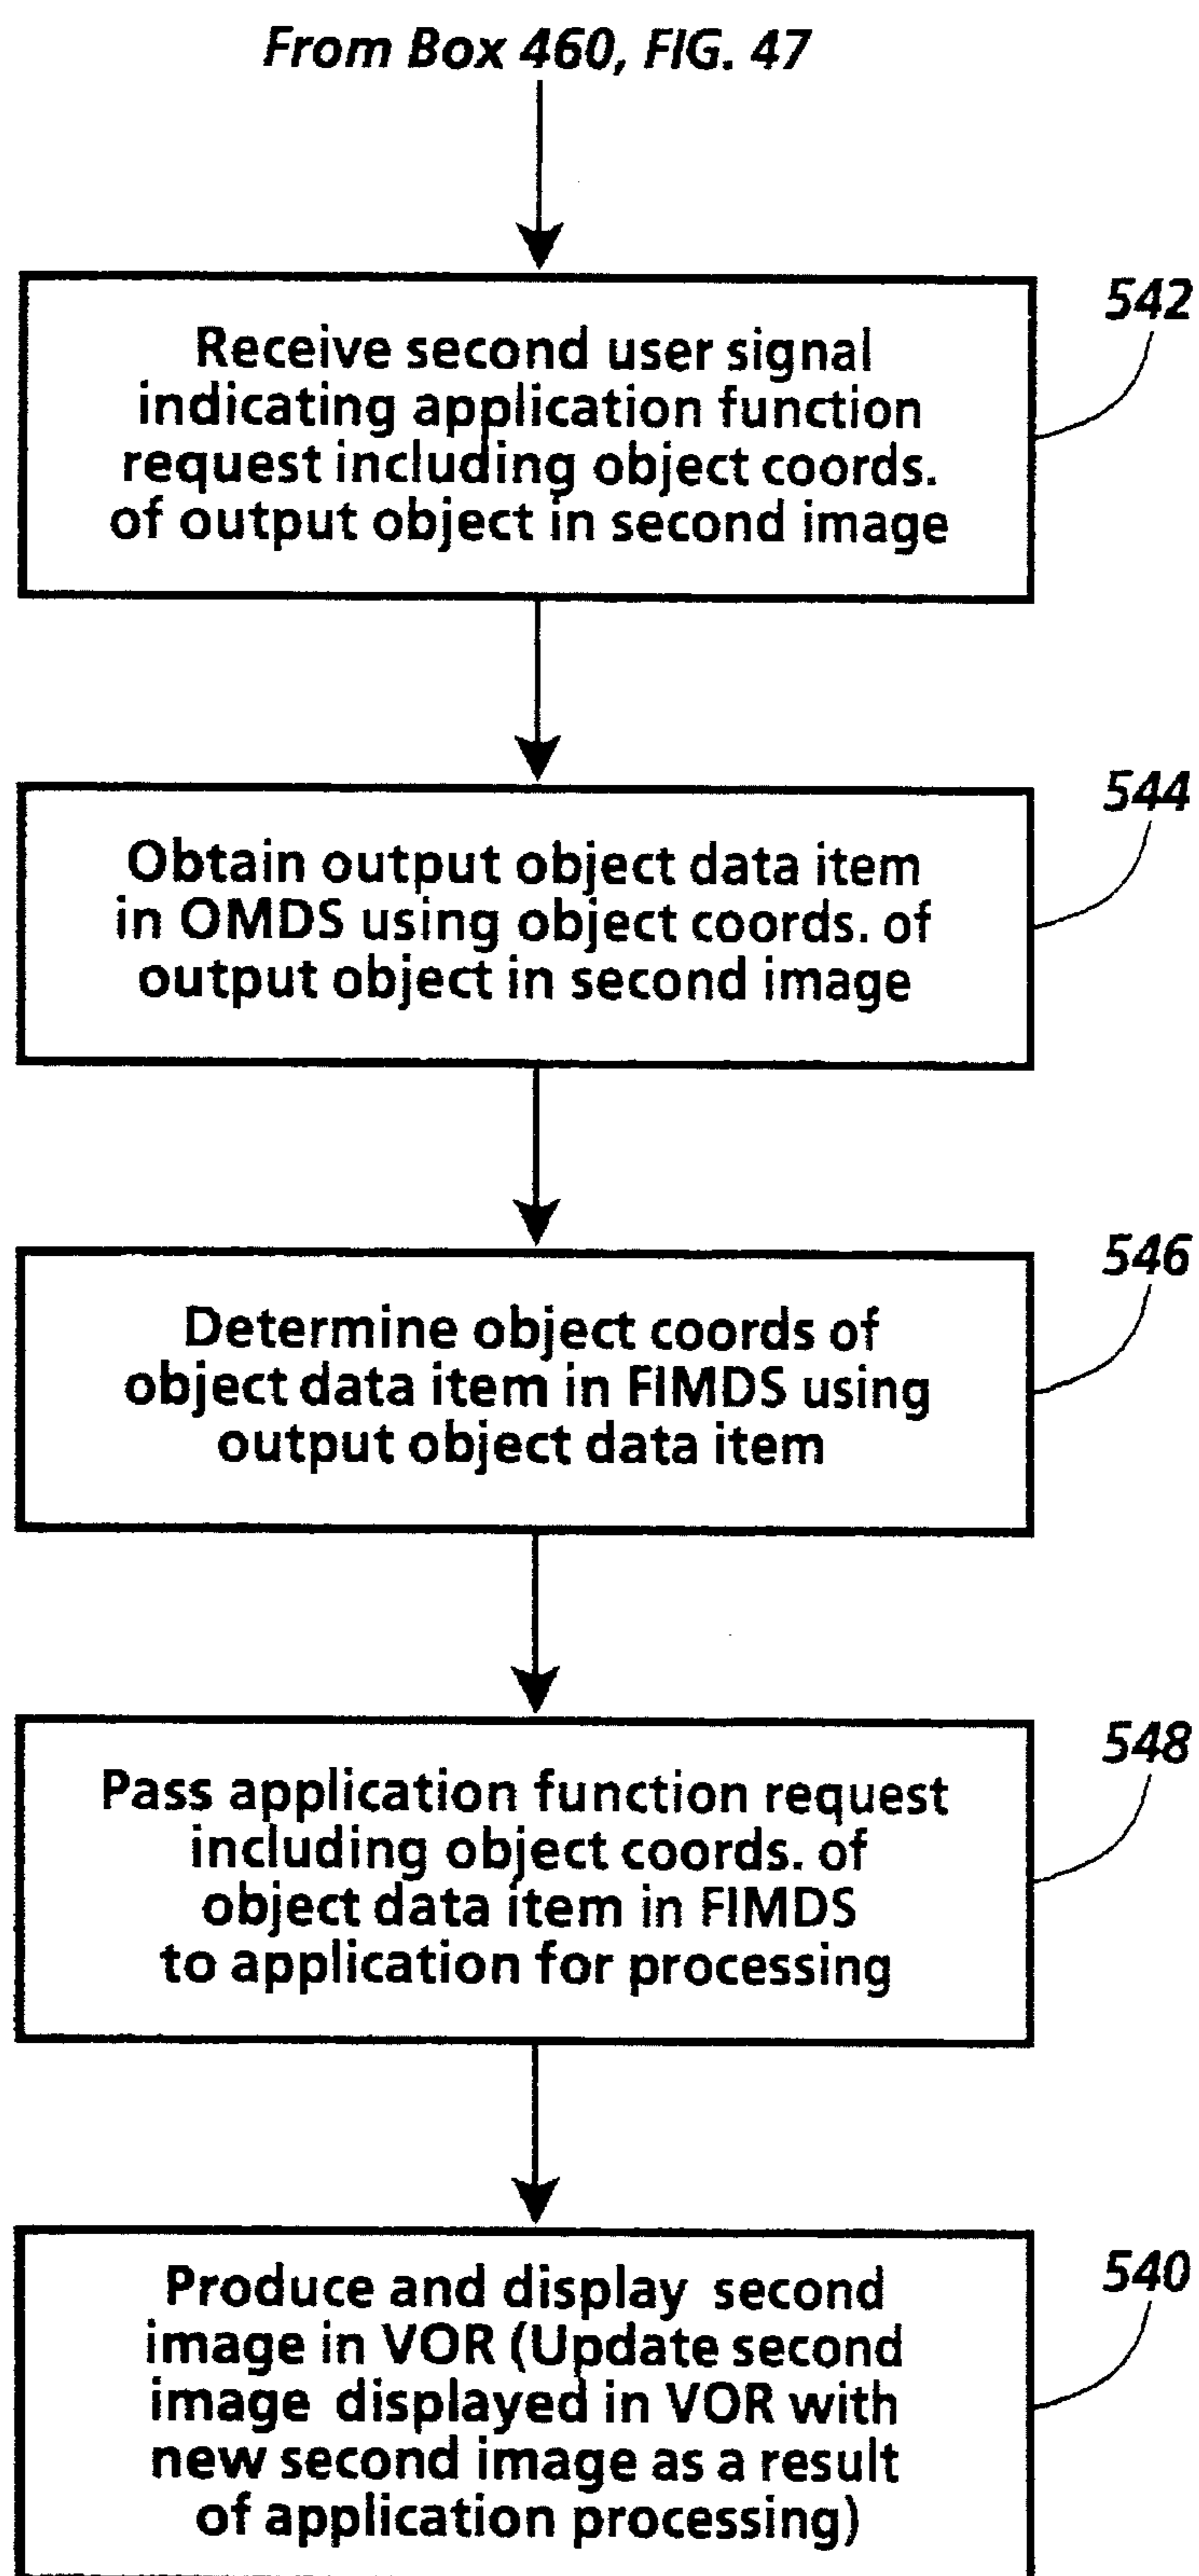 From Box 460, FIG. 47
542
Receive second user signal
indicating application function
request including object coords.
of output object in second image
544
Obtain output object data item
in OMDS using object coords. of
output object in second image
546
Determine object coords of
object data item in FIMDS using
output object data item
548
Pass application function request
including object coords. of
object data item in FIMDS
to application for processing
540
Produce and display second
image in VOR (Update second
image displayed in VOR with
new second image as a result
of application processing)